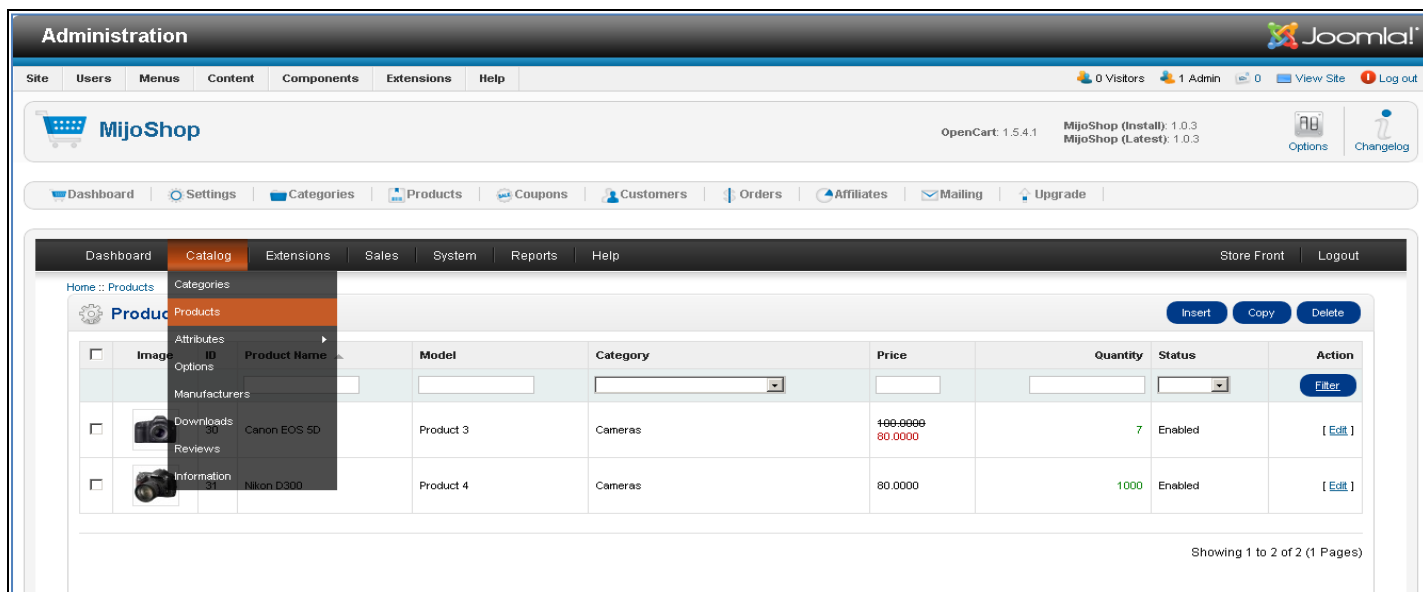 Administration
Joomla!
Site Users Menus Content Components Extensions Help
0 Visitors 1 Admin 0 View Site Log out
MijoShop
OpenCart: 1.5.4.1
MijoShop (Install): 1.0.3
MijoShop (Latest): 1.0.3
Options
Changelog
Dashboard Settings Categories Products Coupons Customers Orders Affiliates Mailing Upgrade
Dashboard Catalog Extensions Sales System Reports Help Store Front Logout
Home :: Products
Categories
Products
Attributes
Options
Manufacturers
Downloads
Reviews
Information
Produc
Insert Copy Delete
Image ID Product Name Model Category Price Quantity Status Action
Filter
30 Canon EOS 5D Product 3 Cameras 100.0000 80.0000 7 Enabled [ Edit ]
31 Nikon D300 Product 4 Cameras 80.0000 1000 Enabled [ Edit ]
Showing 1 to 2 of 2 (1 Pages)